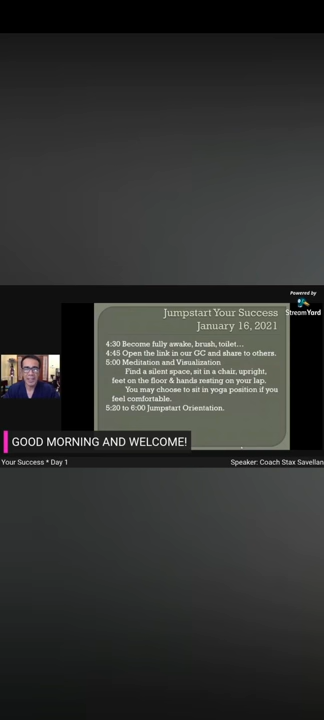 Powered by
StreamYard
Jumpstart Your Success
January 16, 2021
4:30 Become fully awake, brush, toilet...
4:45 Open the link in our GC and share to others.
5:00 Meditation and Visualization
Find a silent space, sit in a chair, upright,
feet on the floor & hands resting on your lap.
You may choose to sit in yoga position if you
feel comfortable.
5:20 to 6:00 Jumpstart Orientation.
GOOD MORNING AND WELCOME!
Your Success * Day 1
Speaker: Coach Stax Savellan